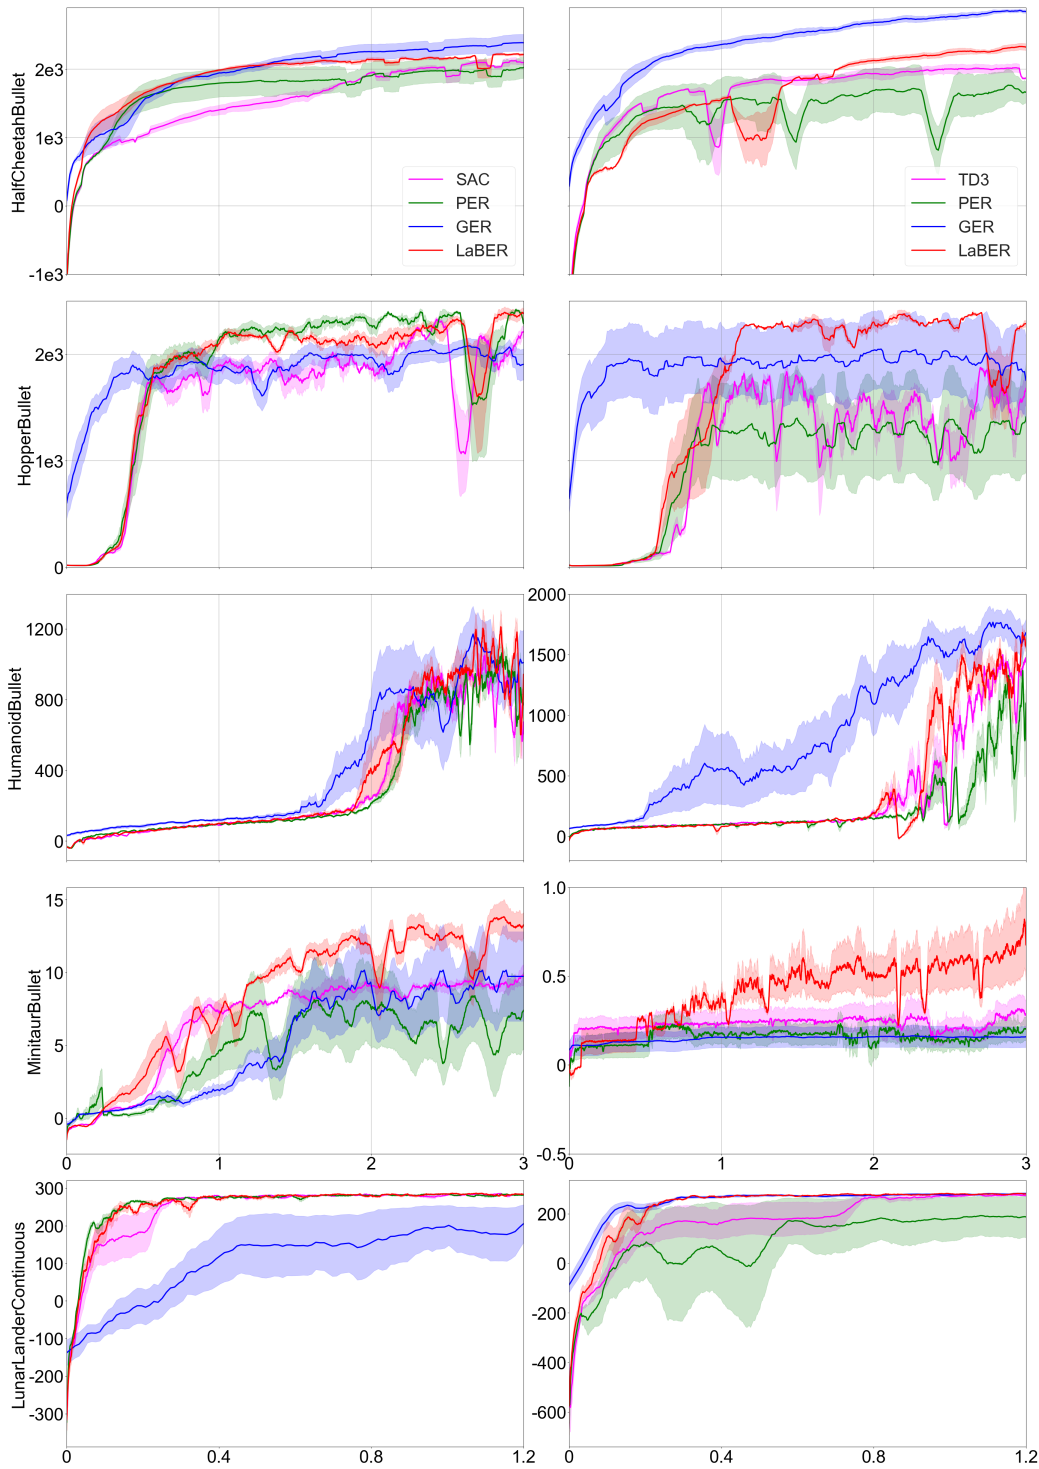 HalfCheetahBullet
2e3
1e3
0
-1e3
SAC
PER
GER
LaBER
TD3
PER
GER
LaBER
HopperBullet
2e3
1e3
0
HumanoidBullet
1200
800
400
0
2000
1500
1000
500
0
MinitaurBullet
15
10
5
0
0 1 2 3
1.0
0.5
0
-0.5
0 1 2 3
LunarLanderContinuous
300
200
100
0
-100
-200
-300
0 0.4 0.8 1.2
200
0
-200
-400
-600
0 0.4 0.8 1.2